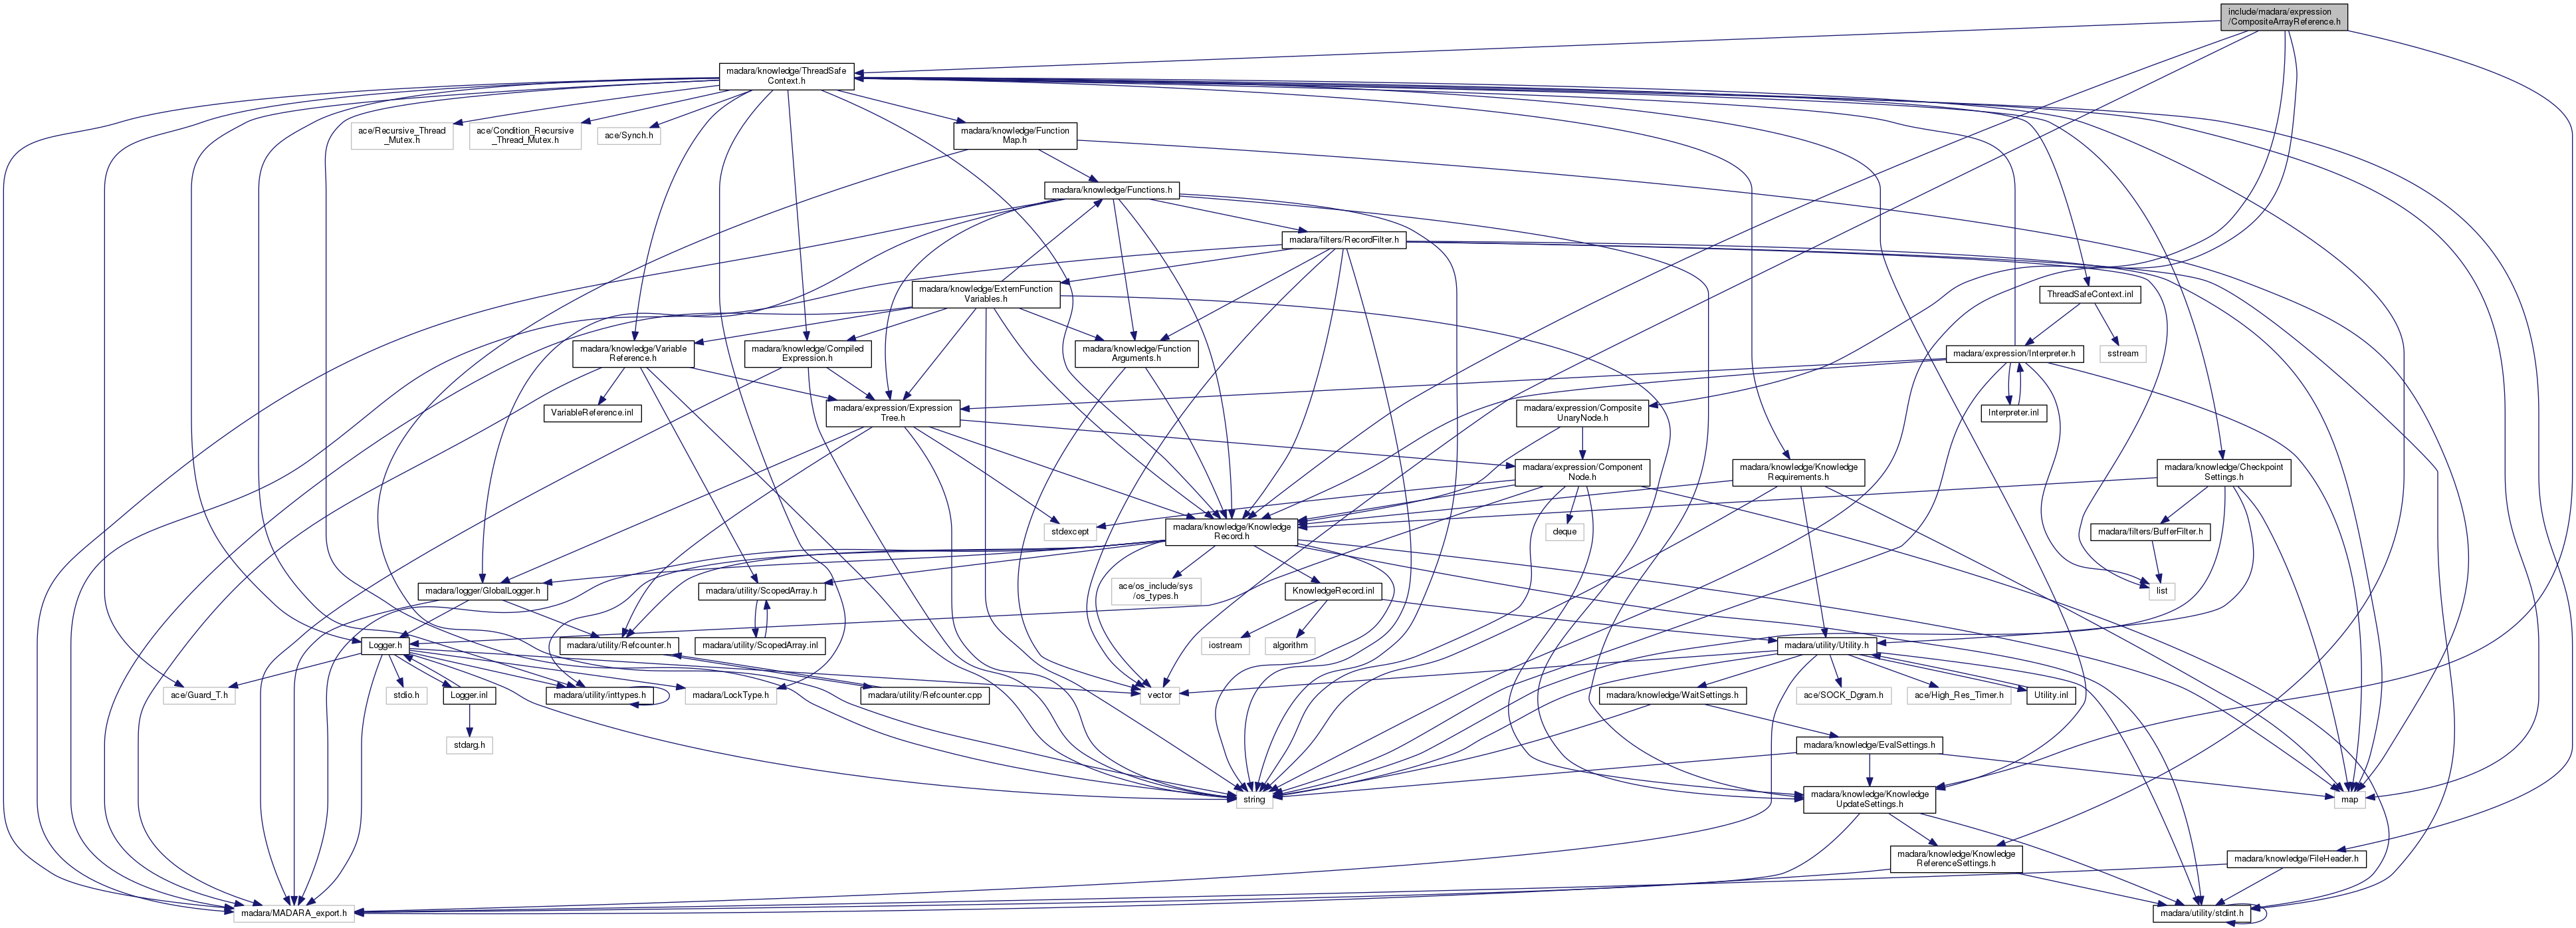 include/madara/expression
/CompositeArrayReference.h
madara/knowledge/ThreadSafe
Context.h
ace/Recursive_Thread
_Mutex.h
ace/Condition_Recursive
_Thread_Mutex.h
ace/Synch.h
madara/knowledge/Function
Map.h
madara/knowledge/Functions.h
madara/filters/RecordFilter.h
madara/knowledge/ExternFunction
Variables.h
ThreadSafeContext.inl
madara/knowledge/Variable
Reference.h
madara/knowledge/Compiled
Expression.h
madara/knowledge/Function
Arguments.h
madara/expression/Interpreter.h
sstream
VariableReference.inl
madara/expression/Expression
Tree.h
madara/expression/Composite
UnaryNode.h
Interpreter.inl
madara/expression/Component
Node.h
madara/knowledge/Knowledge
Requirements.h
madara/knowledge/Checkpoint
Settings.h
stdexcept
madara/knowledge/Knowledge
Record.h
deque
madara/filters/BufferFilter.h
madara/logger/GlobalLogger.h
madara/utility/ScopedArray.h
ace/os_include/sys
/os_types.h
KnowledgeRecord.inl
list
Logger.h
madara/utility/Refcounter.h
madara/utility/ScopedArray.inl
iostream
algorithm
madara/utility/Utility.h
ace/Guard_T.h
stdio.h
Logger.inl
madara/utility/inttypes.h
madara/LockType.h
madara/utility/Refcounter.cpp
vector
madara/knowledge/WaitSettings.h
ace/SOCK_Dgram.h
ace/High_Res_Timer.h
Utility.inl
stdarg.h
madara/knowledge/EvalSettings.h
string
madara/knowledge/Knowledge
UpdateSettings.h
map
madara/knowledge/Knowledge
ReferenceSettings.h
madara/knowledge/FileHeader.h
madara/MADARA_export.h
madara/utility/stdint.h